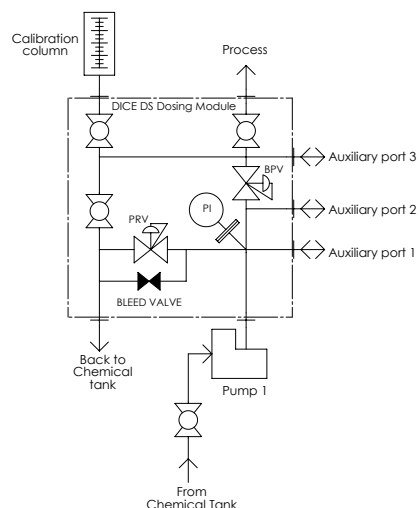 Calibration
column
Process
DICE DS Dosing Module
Auxiliary port 3
BPV
PI
Auxiliary port 2
PRV
Auxiliary port 1
BLEED VALVE
Back to
Chemical
tank
Pump 1
From
Chemical Tank